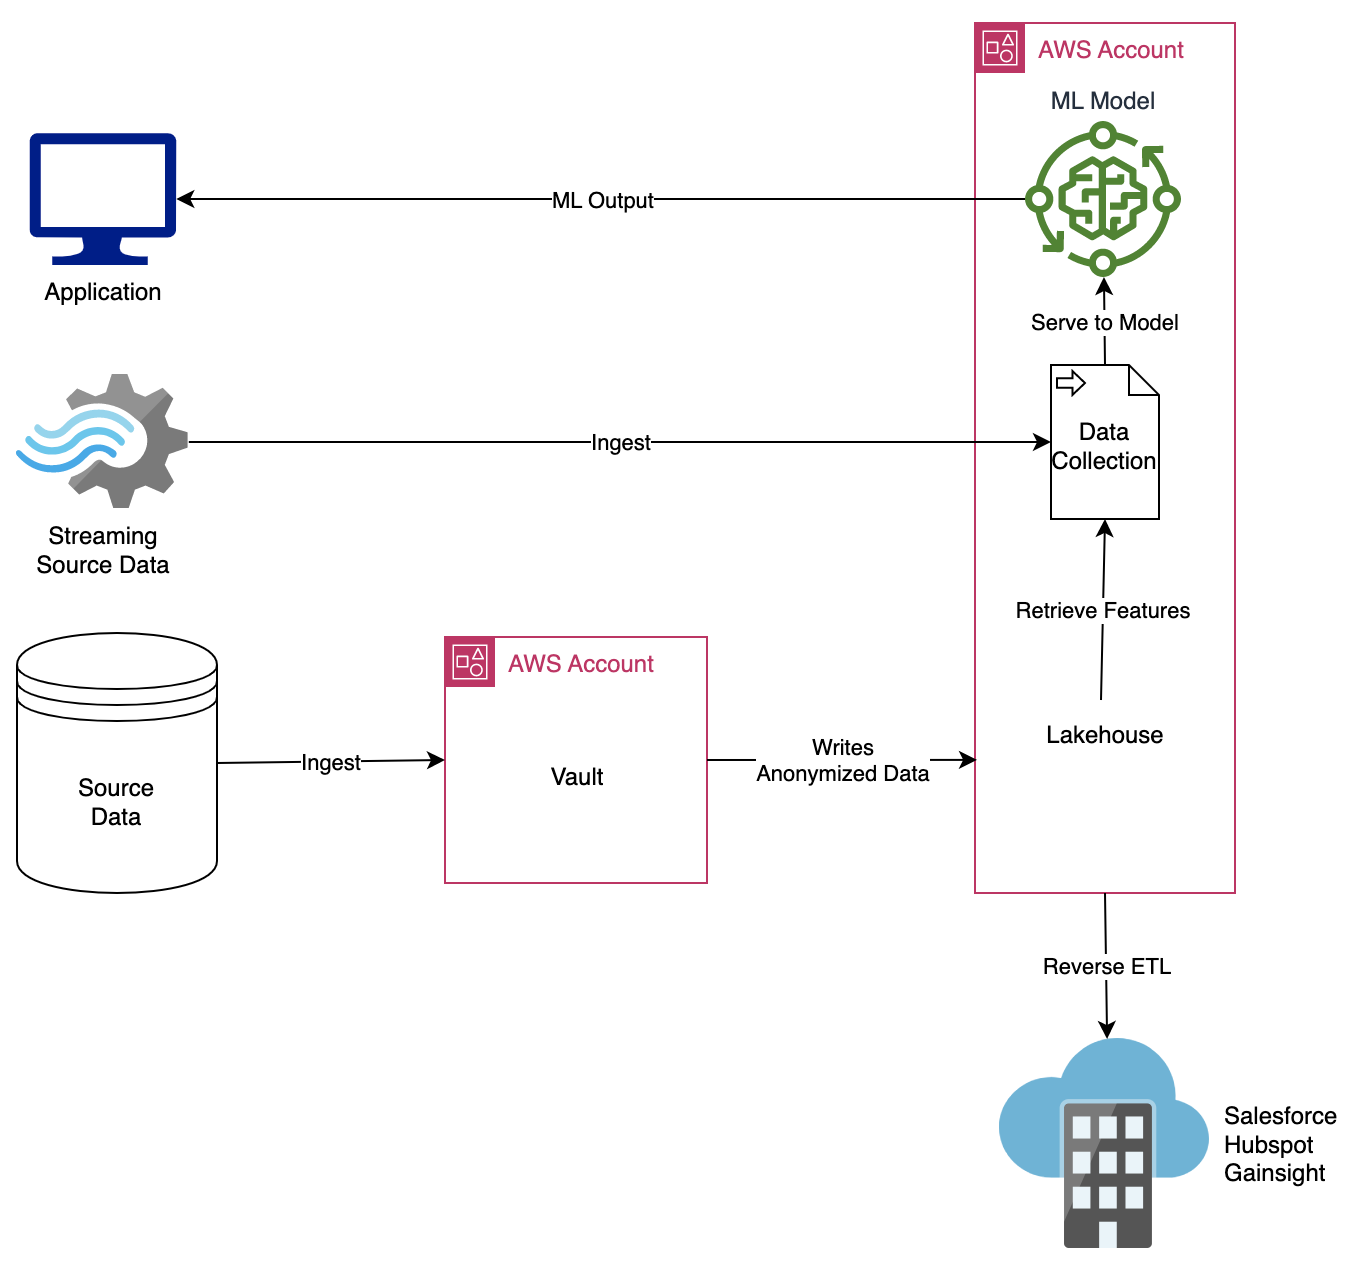 AWS Account
ML Model
ML Output
Application
Serve to Model
Data
Collection
Ingest
Streaming
Source Data
Retrieve Features
AWS Account
Lakehouse
Ingest
Vault
Writes
Anonymized Data
Source
Data
Reverse ETL
Salesforce
Hubspot
Gainsight